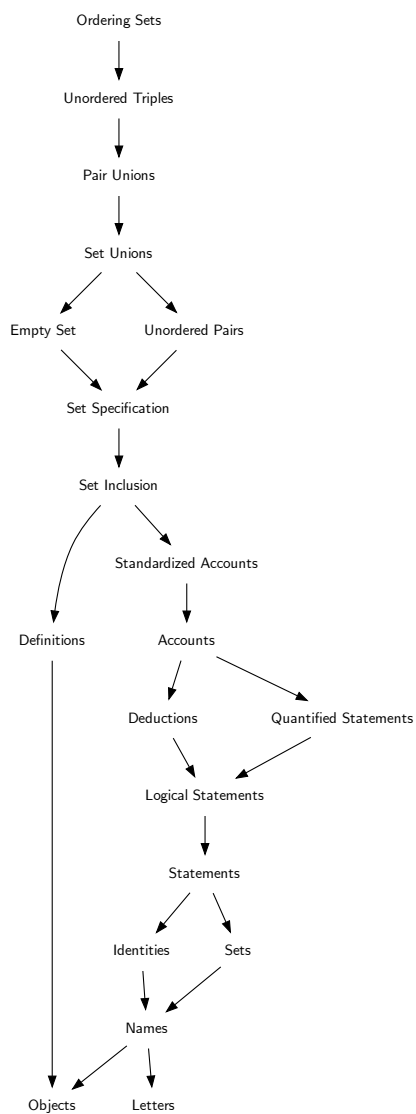 Ordering Sets
Unordered Triples
Pair Unions
Set Unions
Empty Set
Unordered Pairs
Set Specification
Set Inclusion
Standardized Accounts
Definitions
Accounts
Deductions
Quantified Statements
Logical Statements
Statements
Identities
Sets
Names
Objects
Letters